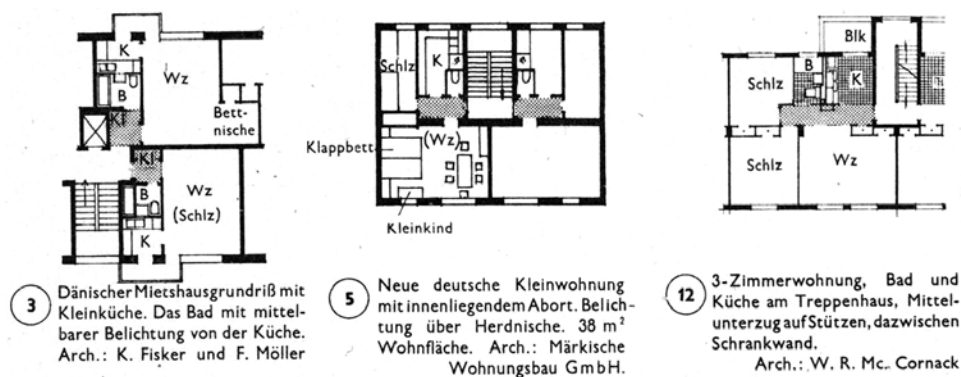 K
Wz
B
Bett-
nische
Kl
Kl
Wz
B
(Schlz)
K
3
Dänischer Mietshausgrundriß mit
Kleinküche. Das Bad mit mittel-
barer Belichtung von der Küche.
Arch.: K. Fisker und F. Möller
Schlz
K
Klappbett
(Wz)
Kleinkind
5
Neue deutsche Kleinwohnung
mit innenliegendem Abort. Belich-
tung über Herdnische. 38 m²
Wohnfläche. Arch.: Märkische
Wohnungsbau GmbH.
Blk
B
Schlz
K
Schlz
Wz
12
3-Zimmerwohnung, Bad und
Küche am Treppenhaus, Mittel-
unterzug auf Stützen, dazwischen
Schrankwand.
Arch.: W. R. Mc. Cornack